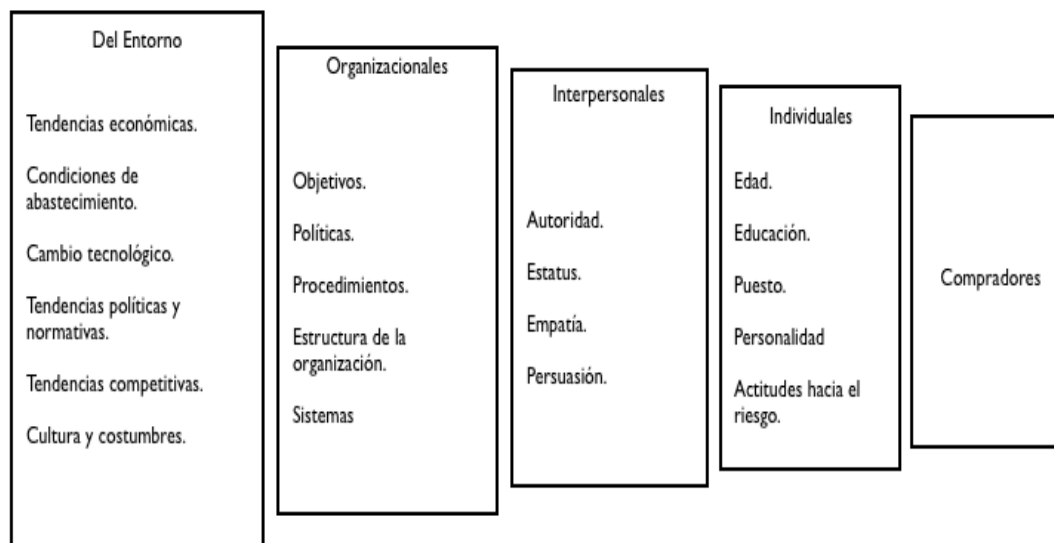 Del Entorno
Tendencias económicas.
Condiciones de
abastecimiento.
Cambio tecnológico.
Tendencias políticas y
normativas.
Tendencias competitivas.
Cultura y costumbres.
Organizacionales
Objetivos.
Políticas.
Procedimientos.
Estructura de la
organización.
Sistemas
Interpersonales
Autoridad.
Estatus.
Empatía.
Persuasión.
Individuales
Edad.
Educación.
Puesto.
Personalidad
Actitudes hacia el
riesgo.
Compradores